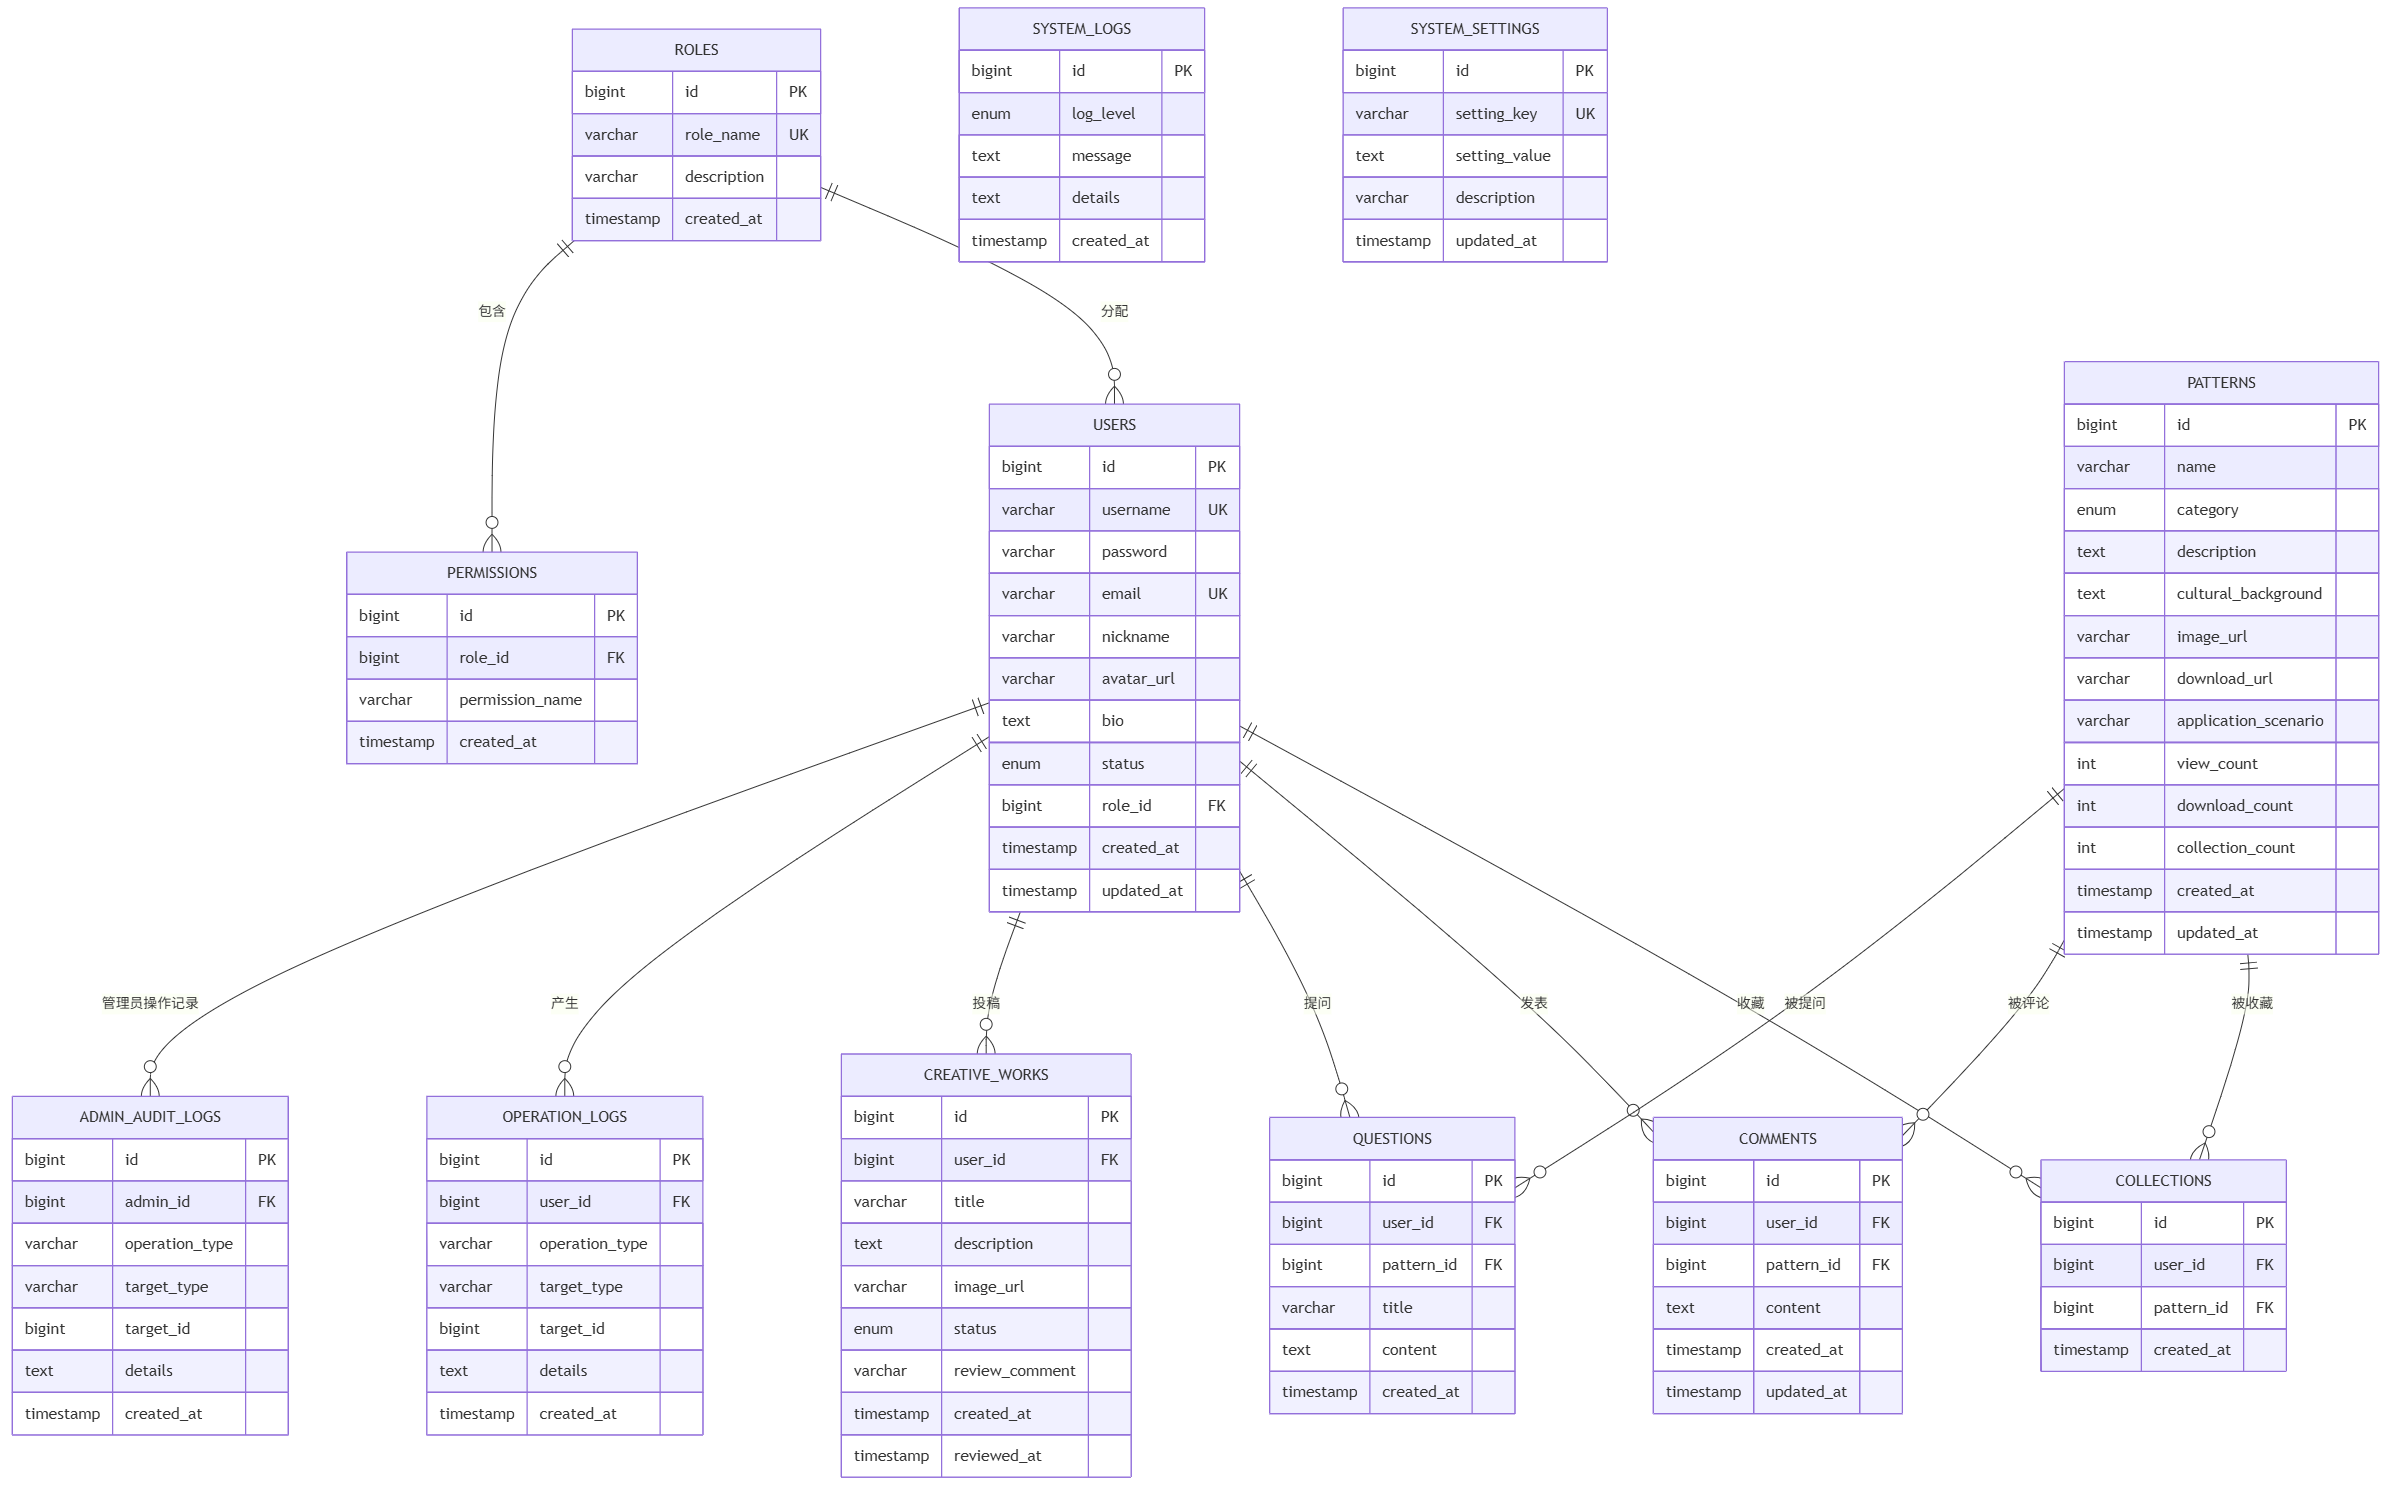 ROLES
bigint id PK
varchar role_name UK
varchar description
timestamp created_at
SYSTEM_LOGS
bigint id PK
enum log_level
text message
text details
timestamp created_at
SYSTEM_SETTINGS
bigint id PK
varchar setting_key UK
text setting_value
varchar description
timestamp updated_at
包含
分配
PERMISSIONS
bigint id PK
bigint role_id FK
varchar permission_name
timestamp created_at
USERS
bigint id PK
varchar username UK
varchar password
varchar email UK
varchar nickname
varchar avatar_url
text bio
enum status
bigint role_id FK
timestamp created_at
timestamp updated_at
PATTERNS
bigint id PK
varchar name
enum category
text description
text cultural_background
varchar image_url
varchar download_url
varchar application_scenario
int view_count
int download_count
int collection_count
timestamp created_at
timestamp updated_at
管理员操作记录
产生
投稿
提问
发表
收藏
被提问
被评论
被收藏
ADMIN_AUDIT_LOGS
bigint id PK
bigint admin_id FK
varchar operation_type
varchar target_type
bigint target_id
text details
timestamp created_at
OPERATION_LOGS
bigint id PK
bigint user_id FK
varchar operation_type
varchar target_type
bigint target_id
text details
timestamp created_at
CREATIVE_WORKS
bigint id PK
bigint user_id FK
varchar title
text description
varchar image_url
enum status
varchar review_comment
timestamp created_at
timestamp reviewed_at
QUESTIONS
bigint id PK
bigint user_id FK
bigint pattern_id FK
varchar title
text content
timestamp created_at
COMMENTS
bigint id PK
bigint user_id FK
bigint pattern_id FK
text content
timestamp created_at
timestamp updated_at
COLLECTIONS
bigint id PK
bigint user_id FK
bigint pattern_id FK
timestamp created_at